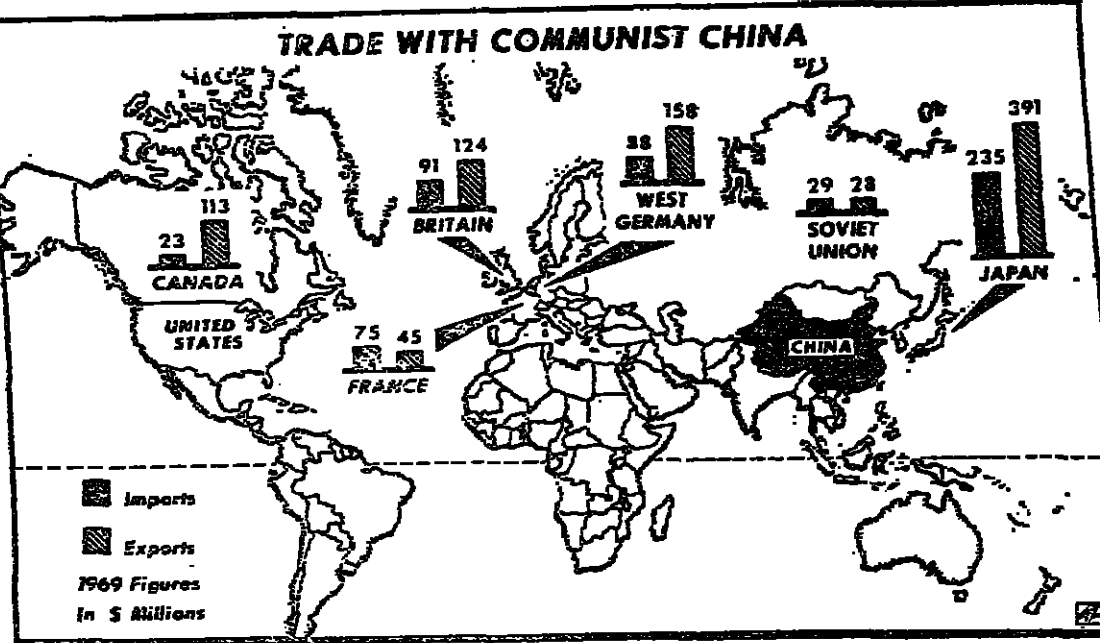 TRADE WITH COMMUNIST CHINA
23 113
CANADA
UNITED
STATES
91 124
BRITAIN
75 45
FRANCE
88 158
WEST
GERMANY
29 28
SOVIET
UNION
235 391
JAPAN
CHINA
Imports
Exports
1969 Figures
In $ Millions